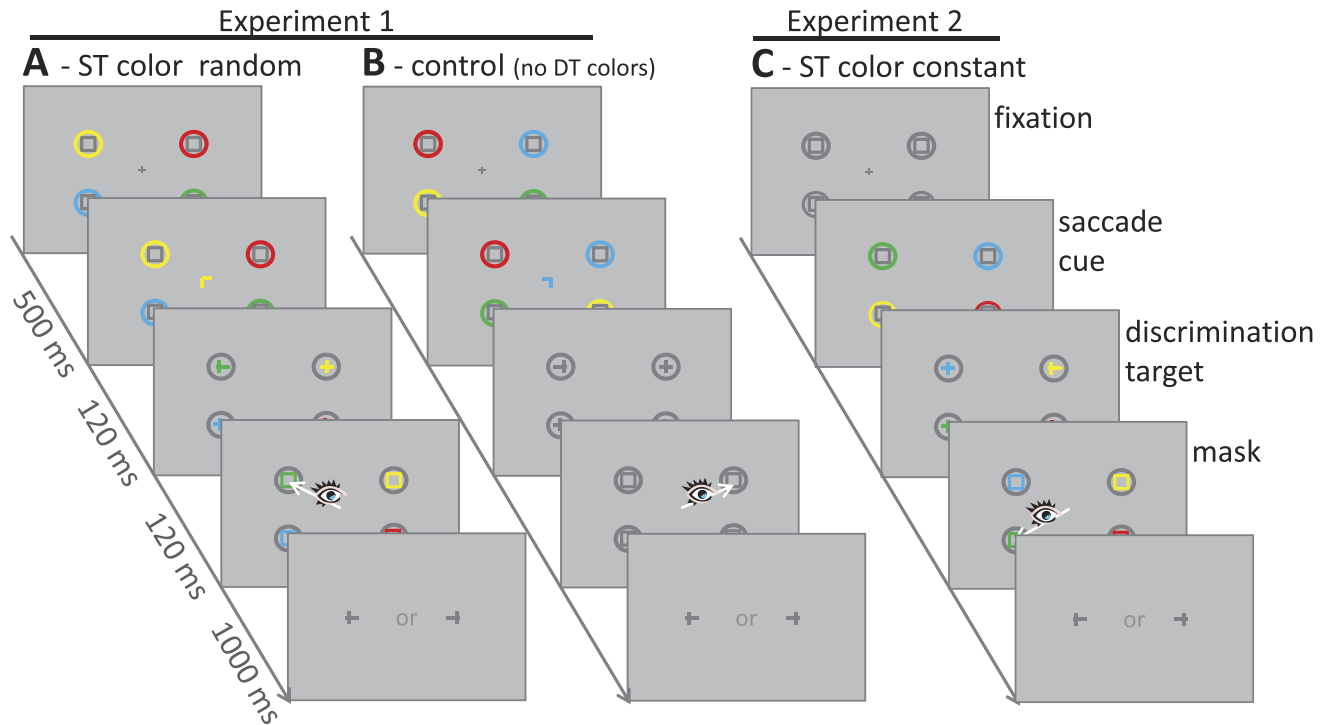 Experiment 1
Experiment 2
A - ST color random
B - control (no DT colors)
C - ST color constant
fixation
saccade
cue
discrimination
target
mask
500 ms
120 ms
120 ms
1000 ms
or
or
or